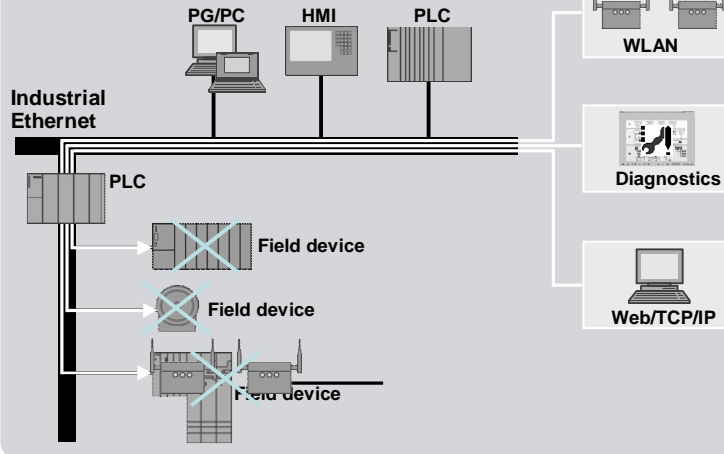 PG/PC
HMI
PLC
WLAN
Industrial
Ethernet
PLC
Diagnostics
Field device
Field device
Web/TCP/IP
Field device